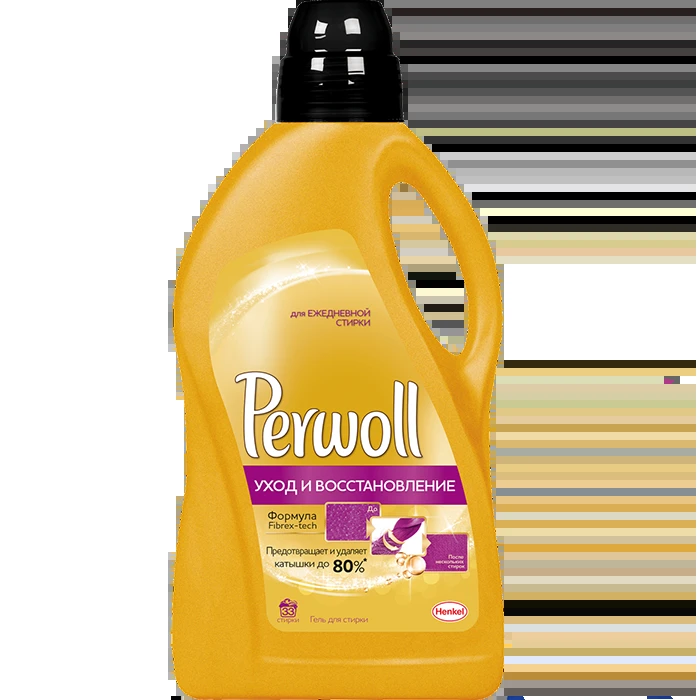 для ЕЖЕДНЕВНОЙ
СТИРКИ
Perwoll
УХОД И ВОССТАНОВЛЕНИЕ
Формула
Fibrex-tech
До
Предотвращает и удаляет
катышки до 80%*
После
нескольких
стирок
33
стирки
Гель для стирки
Henkel